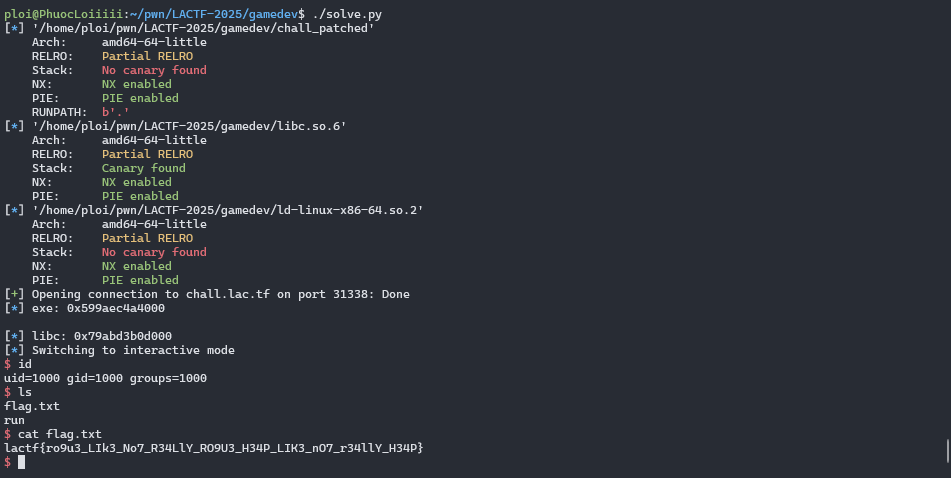 ploi@PhuocLoiiiii:~/pwn/LACTF-2025/gamedev$ ./solve.py
[*] '/home/ploi/pwn/LACTF-2025/gamedev/chall_patched'
    Arch:     amd64-64-little
    RELRO:    Partial RELRO
    Stack:    No canary found
    NX:       NX enabled
    PIE:      PIE enabled
    RUNPATH:  b'.'
[*] '/home/ploi/pwn/LACTF-2025/gamedev/libc.so.6'
    Arch:     amd64-64-little
    RELRO:    Partial RELRO
    Stack:    Canary found
    NX:       NX enabled
    PIE:      PIE enabled
[*] '/home/ploi/pwn/LACTF-2025/gamedev/ld-linux-x86-64.so.2'
    Arch:     amd64-64-little
    RELRO:    Partial RELRO
    Stack:    No canary found
    NX:       NX enabled
    PIE:      PIE enabled
[+] Opening connection to chall.lac.tf on port 31338: Done
[*] exe: 0x599aec4a4000
[*] libc: 0x79abd3b0d000
[*] Switching to interactive mode
$ id
uid=1000 gid=1000 groups=1000
$ ls
flag.txt
run
$ cat flag.txt
lactf{ro9u3_LIk3_No7_R34LlY_RO9U3_H34P_LIK3_nO7_r34llY_H34P}
$